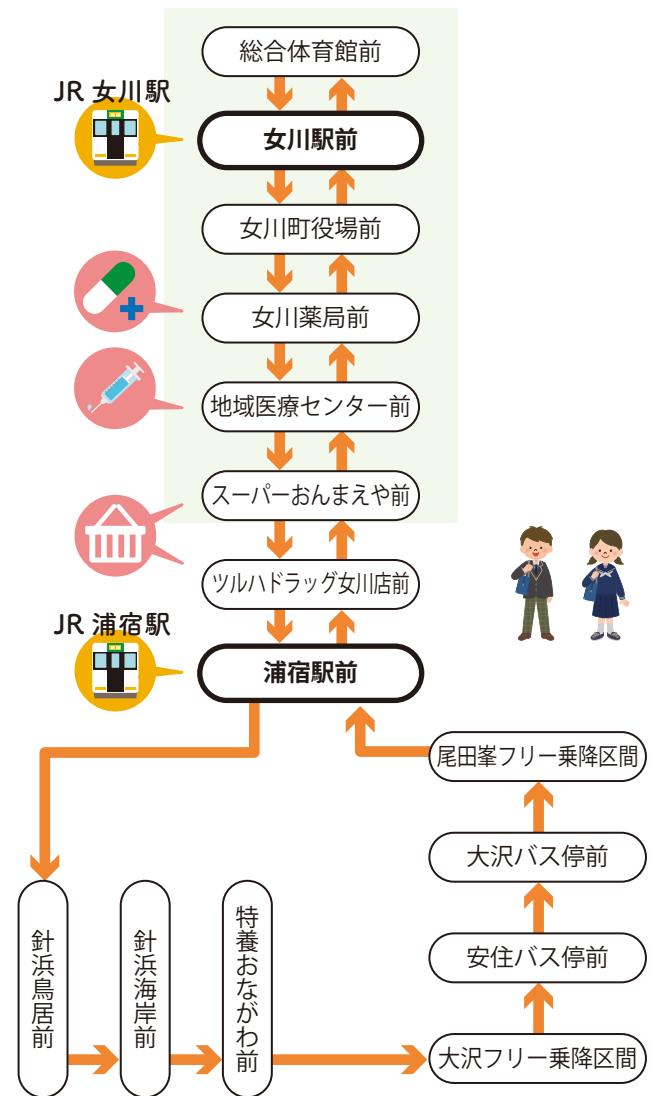 総合体育館前
JR 女川駅
女川駅前
女川町役場前
女川薬局前
地域医療センター前
スーパーおんまえや前
ツルハドラッグ女川店前
JR 浦宿駅
浦宿駅前
尾田峯フリー乗降区間
大沢バス停前
安住バス停前
大沢フリー乗降区間
針浜鳥居前
針浜海岸前
特養おながわ前